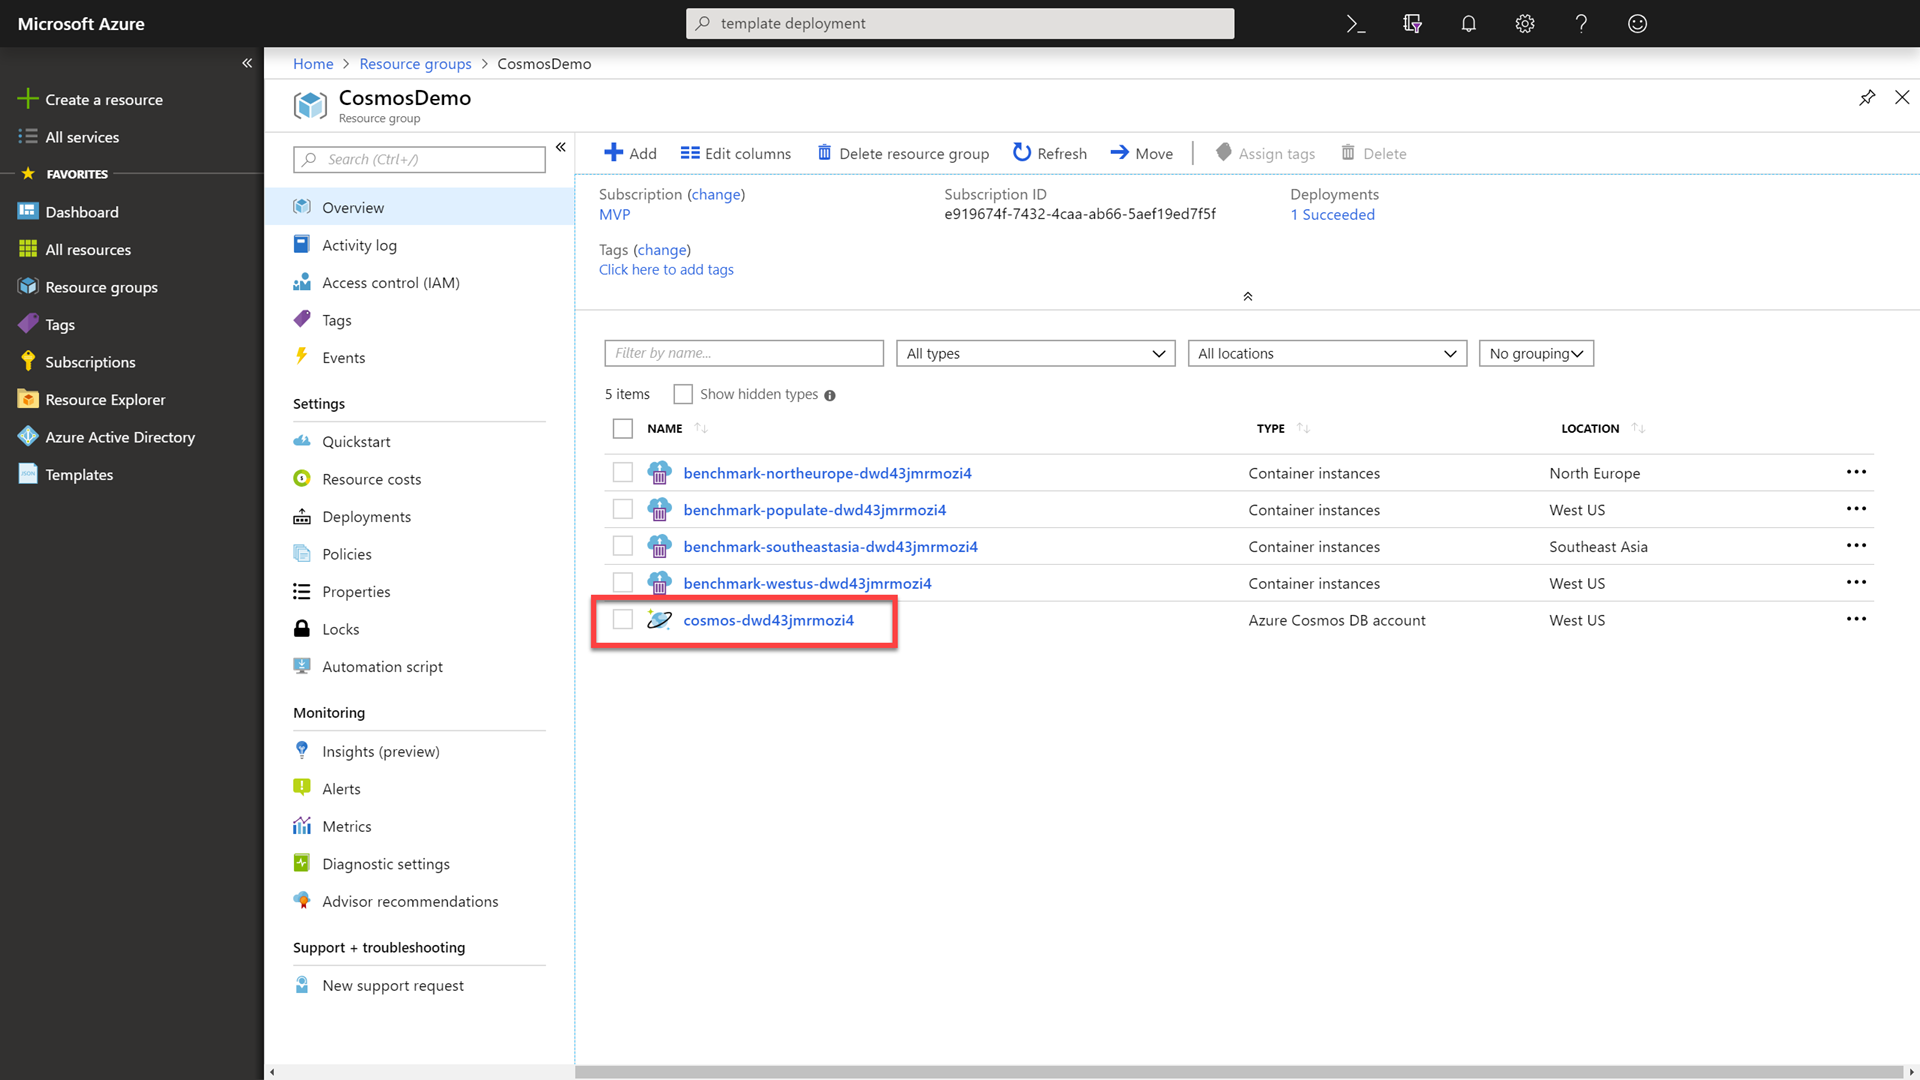 Microsoft Azure
template deployment
Create a resource
All services
FAVORITES
Dashboard
All resources
Resource groups
Tags
Subscriptions
Resource Explorer
Azure Active Directory
Templates
Home > Resource groups > CosmosDemo
CosmosDemo
Resource group
Search (Ctrl+/)
Overview
Activity log
Access control (IAM)
Tags
Events
Settings
Quickstart
Resource costs
Deployments
Policies
Properties
Locks
Automation script
Monitoring
Insights (preview)
Alerts
Metrics
Diagnostic settings
Advisor recommendations
Support + troubleshooting
New support request
Add Edit columns Delete resource group Refresh Move Assign tags Delete
Subscription (change)
MVP
Subscription ID
e919674f-7432-4caa-ab66-5aef19ed7f5f
Deployments
1 Succeeded
Tags (change)
Click here to add tags
Filter by name... All types All locations No grouping
5 items Show hidden types
NAME TYPE LOCATION
benchmark-northeurope-dwd43jmrmozi4 Container instances North Europe
benchmark-populate-dwd43jmrmozi4 Container instances West US
benchmark-southeastasia-dwd43jmrmozi4 Container instances Southeast Asia
benchmark-westus-dwd43jmrmozi4 Container instances West US
cosmos-dwd43jmrmozi4 Azure Cosmos DB account West US